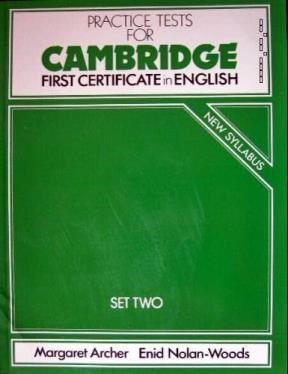 PRACTICE TESTS
FOR
CAMBRIDGE
FIRST CERTIFICATE in ENGLISH
NEW SYLLABUS
SET TWO
Margaret Archer Enid Nolan-Woods